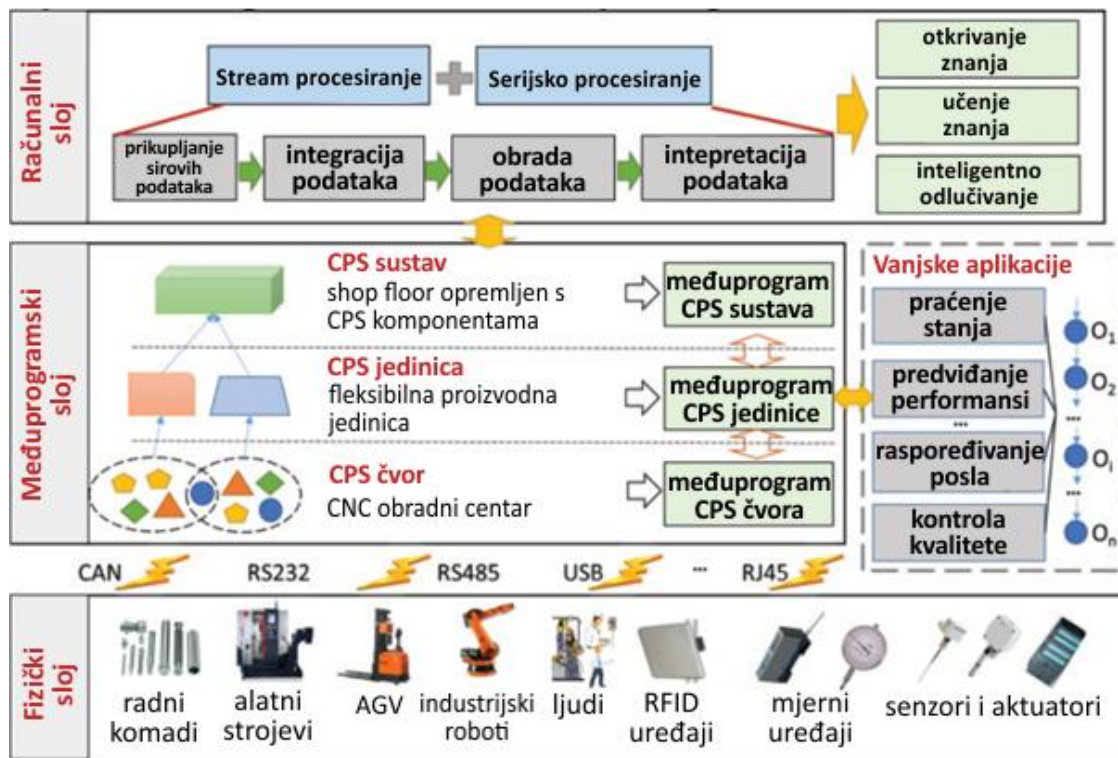 Računalni
sloj
Stream procesiranje
Serijsko procesiranje
prikupljanje
sirovih
podataka
integracija
podataka
obrada
podataka
intepretacija
podataka
otkrivanje
znanja
učenje
znanja
inteligentno
odlučivanje
Međuprogramski
sloj
CPS sustav
shop floor opremljen s
CPS komponentama
međuprogram
CPS sustava
CPS jedinica
fleksibilna proizvodna
jedinica
međuprogram
CPS jedinice
CPS čvor
CNC obradni centar
međuprogram
CPS čvora
Vanjske aplikacije
praćenje
stanja
predviđanje
performansi
...
raspoređivanje
posla
kontrola
kvalitete
O1
O2
...
Oi
...
On
CAN
RS232
RS485
USB
...
RJ45
Fizički
sloj
radni
komadi
alatni
strojevi
AGV
industrijski
roboti
ljudi
RFID
uređaji
mjerni
uređaji
senzori i aktuatori